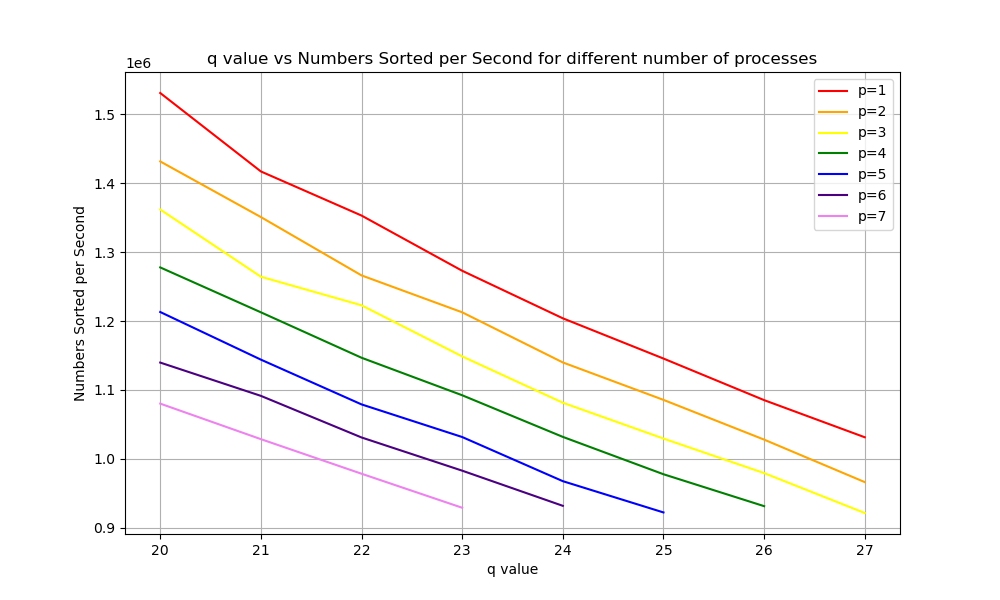 q value vs Numbers Sorted per Second for different number of processes
1e6
p=1
p=2
p=3
p=4
p=5
p=6
p=7
1.5
1.4
1.3
1.2
1.1
1.0
0.9
Numbers Sorted per Second
20 21 22 23 24 25 26 27
q value